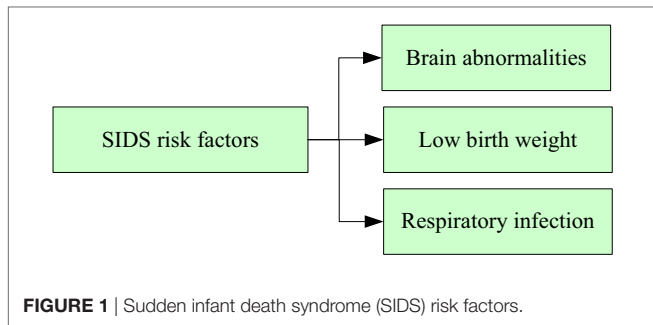 Brain abnormalities
SIDS risk factors
Low birth weight
Respiratory infection
FIGURE 1 | Sudden infant death syndrome (SIDS) risk factors.